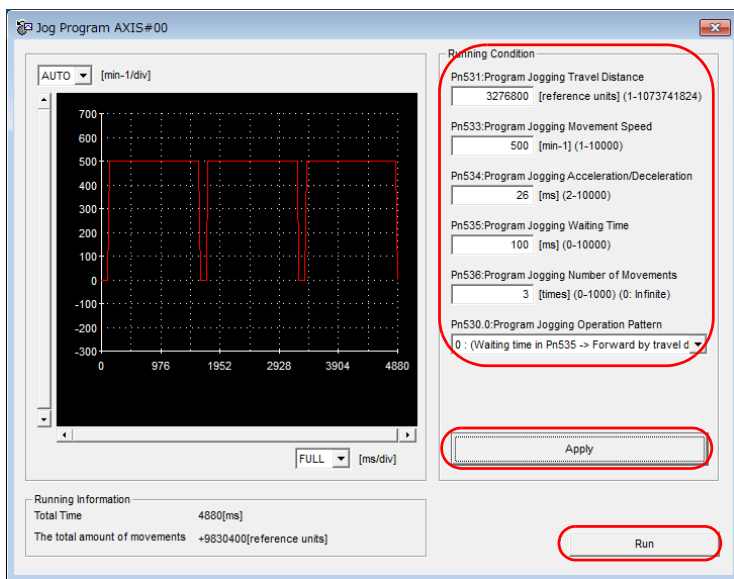 Jog Program AXIS#00
AUTO [min-1/div]
700
600
500
400
300
200
100
0
-100
-200
-300
0 976 1952 2928 3904 4880
FULL [ms/div]
Running Condition
Pn531:Program Jogging Travel Distance
3276800 [reference units] (1-1073741824)
Pn533:Program Jogging Movement Speed
500 [min-1] (1-10000)
Pn534:Program Jogging Acceleration/Deceleration
26 [ms] (2-10000)
Pn535:Program Jogging Waiting Time
100 [ms] (0-10000)
Pn536:Program Jogging Number of Movements
3 [times] (0-1000) (0: Infinite)
Pn530.0:Program Jogging Operation Pattern
0 : (Waiting time in Pn535 -> Forward by travel d
Apply
Running Information
Total Time 4880[ms]
The total amount of movements +9830400[reference units]
Run